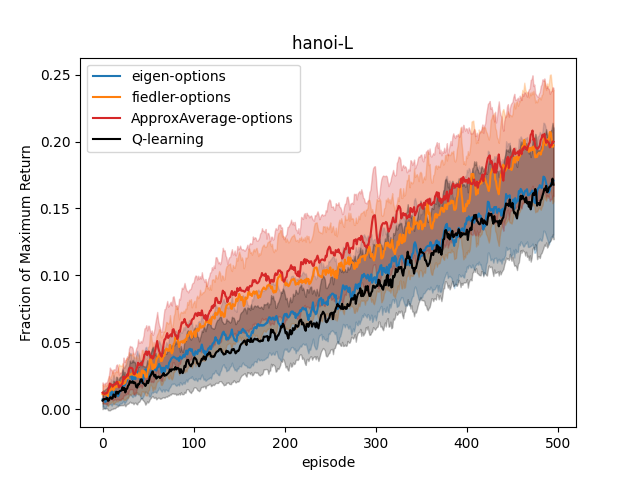 hanoi-L
eigen-options
fiedler-options
ApproxAverage-options
Q-learning
Fraction of Maximum Return
0.25
0.20
0.15
0.10
0.05
0.00
0 100 200 300 400 500
episode